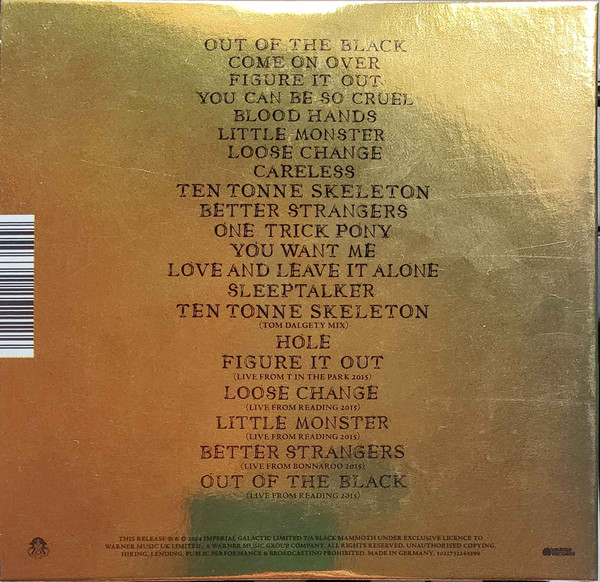 OUT OF THE BLACK
COME ON OVER
FIGURE IT OUT
YOU CAN BE SO CRUEL
BLOOD HANDS
LITTLE MONSTER
LOOSE CHANGE
CARELESS
TEN TONNE SKELETON
BETTER STRANGERS
ONE TRICK PONY
YOU WANT ME
LOVE AND LEAVE IT ALONE
SLEEPTALKER
TEN TONNE SKELETON
(TOM DALGETY MIX)
HOLE
FIGURE IT OUT
(LIVE FROM T IN THE PARK 2015)
LOOSE CHANGE
(LIVE FROM READING 2015)
LITTLE MONSTER
(LIVE FROM READING 2015)
BETTER STRANGERS
(LIVE FROM BONNAROO 2015)
OUT OF THE BLACK
(LIVE FROM READING 2015)
THIS RELEASE ℗ & © 2024 IMPERIAL GALACTIC LIMITED T/A BLACK MAMMOTH UNDER EXCLUSIVE LICENCE TO
WARNER MUSIC UK LIMITED, A WARNER MUSIC GROUP COMPANY. ALL RIGHTS RESERVED. UNAUTHORISED COPYING,
HIRING, LENDING, PUBLIC PERFORMANCE & BROADCASTING PROHIBITED. MADE IN GERMANY.